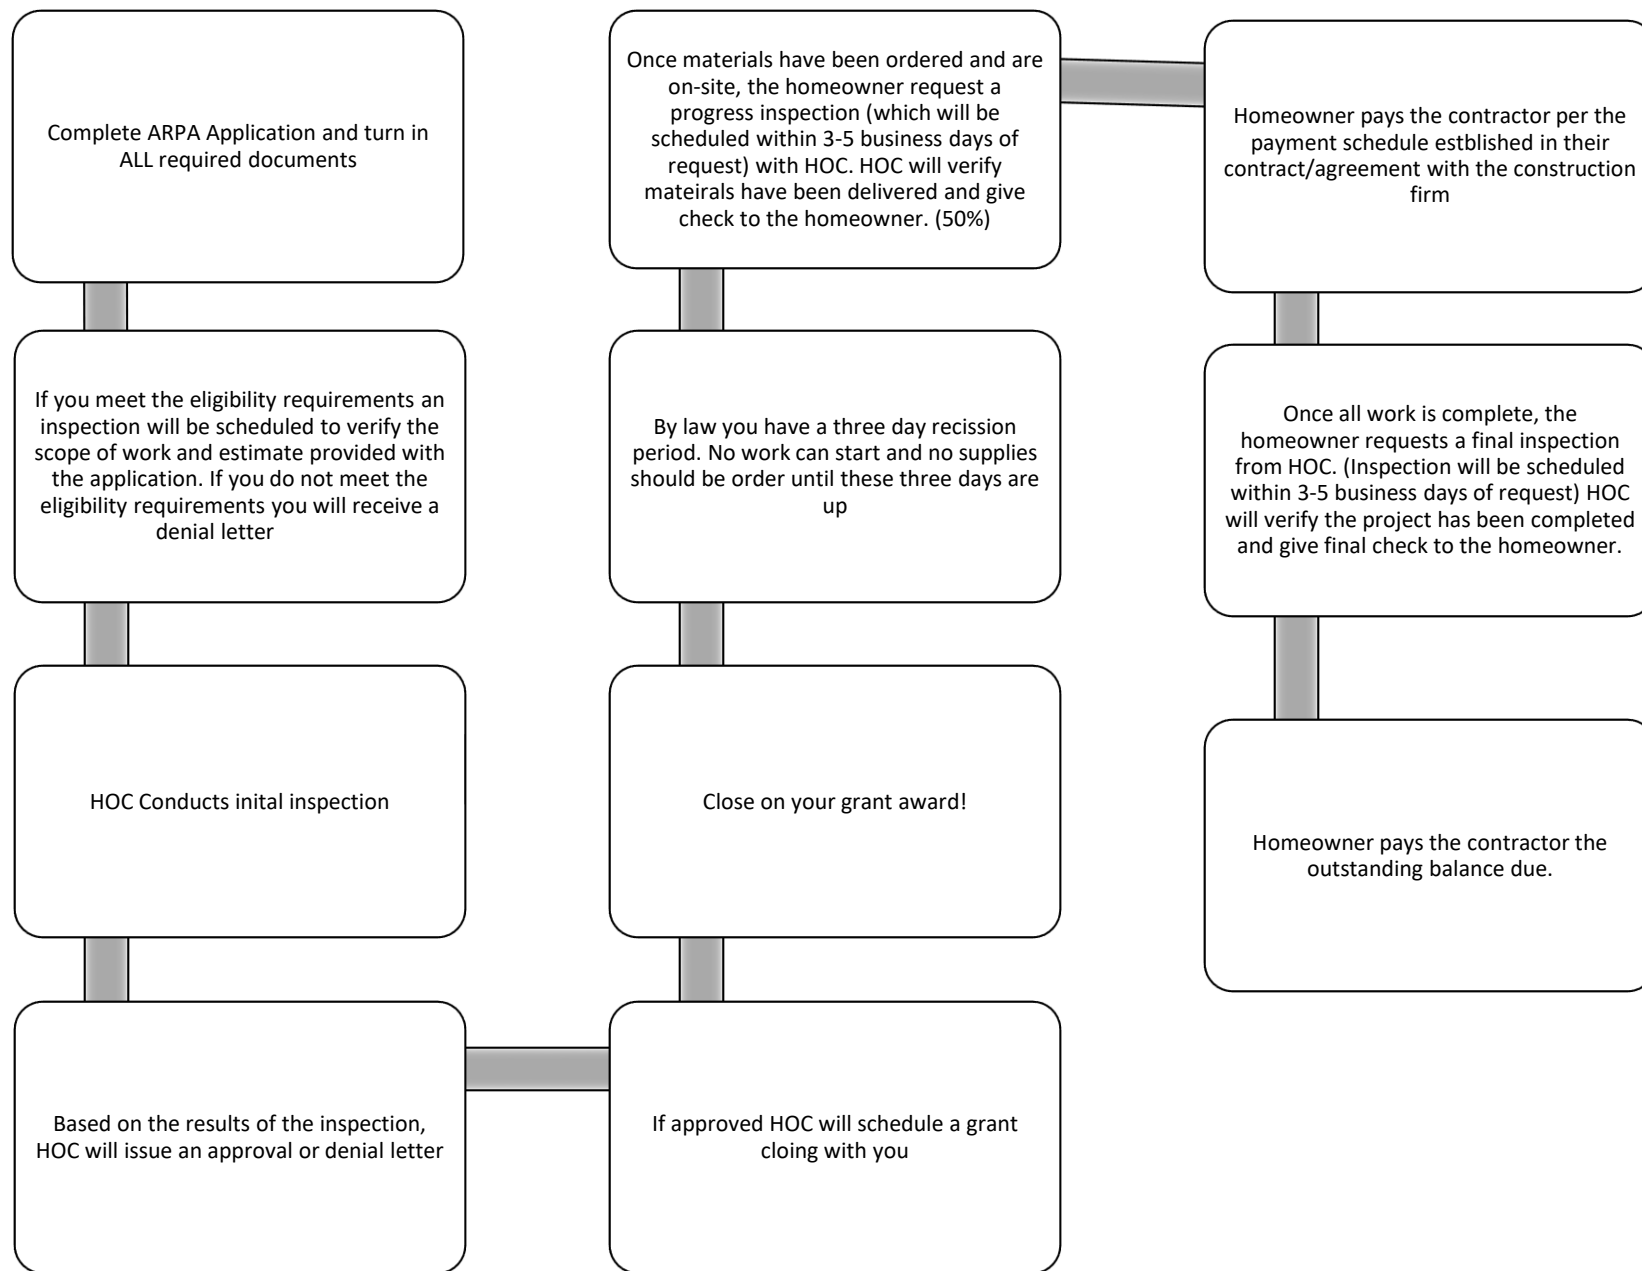 Complete ARPA Application and turn in
ALL required documents
If you meet the eligibility requirements an
inspection will be scheduled to verify the
scope of work and estimate provided with
the application. If you do not meet the
eligibility requirements you will receive a
denial letter
HOC Conducts inital inspection
Based on the results of the inspection,
HOC will issue an approval or denial letter
If approved HOC will schedule a grant
cloing with you
Close on your grant award!
By law you have a three day recission
period. No work can start and no supplies
should be order until these three days are
up
Once materials have been ordered and are
on-site, the homeowner request a
progress inspection (which will be
scheduled within 3-5 business days of
request) with HOC. HOC will verify
mateirals have been delivered and give
check to the homeowner. (50%)
Homeowner pays the contractor per the
payment schedule estblished in their
contract/agreement with the construction
firm
Once all work is complete, the
homeowner requests a final inspection
from HOC. (Inspection will be scheduled
within 3-5 business days of request) HOC
will verify the project has been completed
and give final check to the homeowner.
Homeowner pays the contractor the
outstanding balance due.